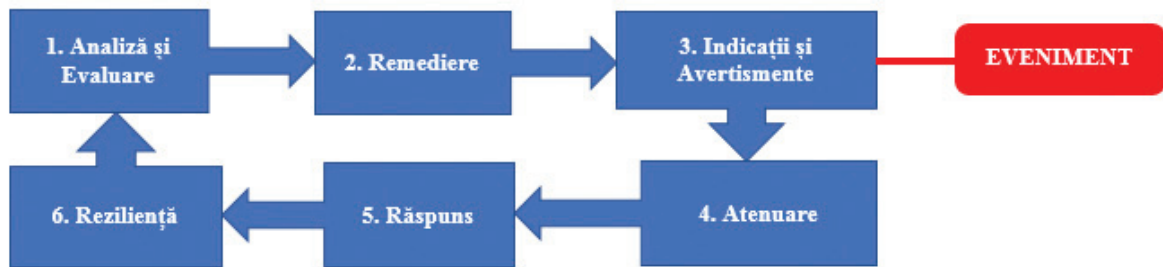 1. Analiză și
Evaluare
2. Remediere
3. Indicații și
Avertismente
EVENIMENT
6. Reziliență
5. Răspuns
4. Atenuare